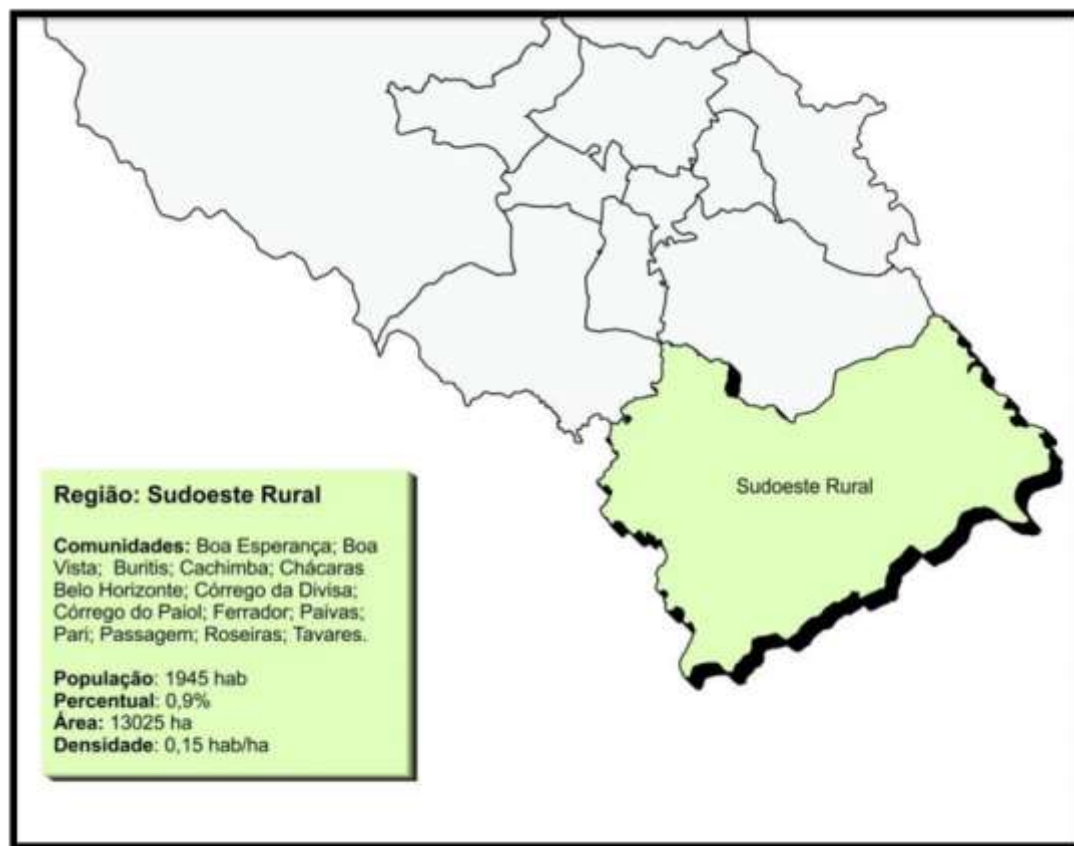 Sudoeste Rural
Região: Sudoeste Rural
Comunidades: Boa Esperança; Boa
Vista; Buritis; Cachimba; Chácaras
Belo Horizonte; Córrego da Divisa;
Córrego do Paiol; Ferrador; Paivas;
Pari; Passagem; Roseiras; Tavares.
População: 1945 hab
Percentual: 0,9%
Área: 13025 ha
Densidade: 0,15 hab/ha